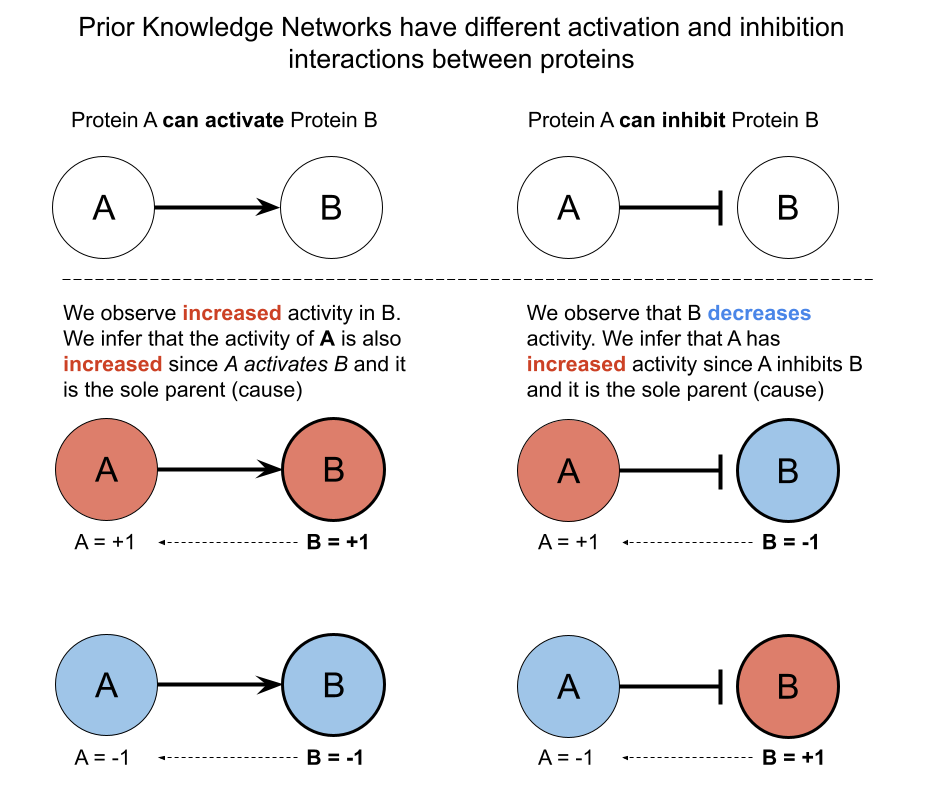 Prior Knowledge Networks have different activation and inhibition
interactions between proteins
Protein A can activate Protein B
Protein A can inhibit Protein B
A
B
A
B
We observe increased activity in B.
We infer that the activity of A is also
increased since A activates B and it
is the sole parent (cause)
We observe that B decreases
activity. We infer that A has
increased activity since A inhibits B
and it is the sole parent (cause)
A
B
A
B
A = +1
B = +1
A = +1
B = -1
A
B
A
B
A = -1
B = -1
A = -1
B = +1